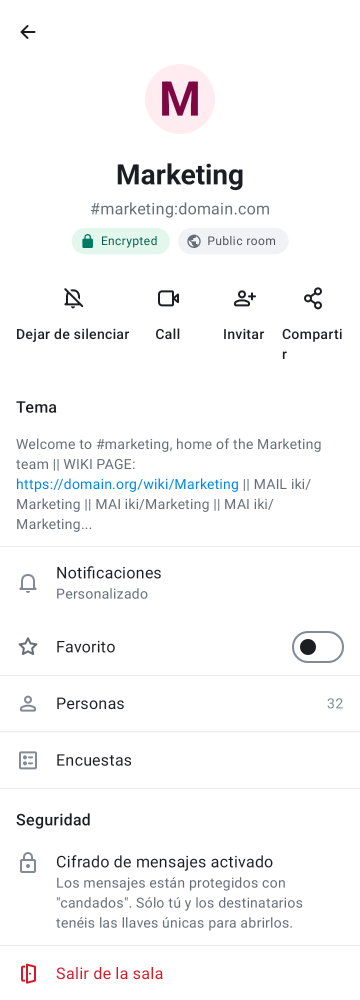 M
Marketing
#marketing:domain.com
Encrypted
Public room
Dejar de silenciar
Call
Invitar
Comparti
r
Tema
Welcome to #marketing, home of the Marketing
team || WIKI PAGE:
https://domain.org/wiki/Marketing || MAIL iki/
Marketing || MAI iki/Marketing || MAI iki/
Marketing...
Notificaciones
Personalizado
Favorito
Personas
32
Encuestas
Seguridad
Cifrado de mensajes activado
Los mensajes están protegidos con
"candados". Sólo tú y los destinatarios
tenéis las llaves únicas para abrirlos.
Salir de la sala